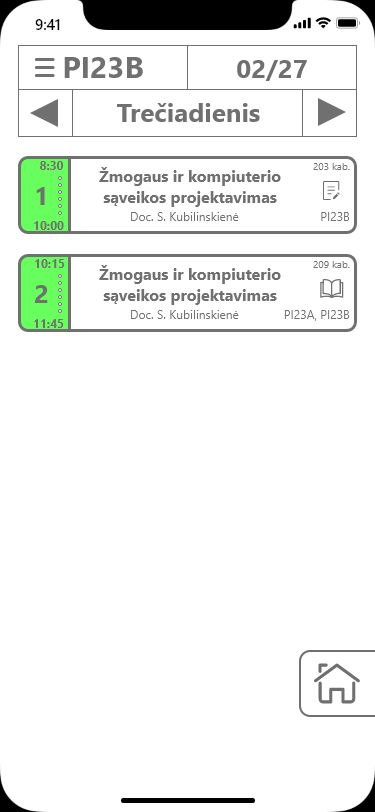 9:41
PI23B
02/27
Trečiadienis
8:30
1
10:00
Žmogaus ir kompiuterio
sąveikos projektavimas
Doc. S. Kubilinskienė
203 kab.
PI23B
10:15
2
11:45
Žmogaus ir kompiuterio
sąveikos projektavimas
Doc. S. Kubilinskienė
209 kab.
PI23A, PI23B